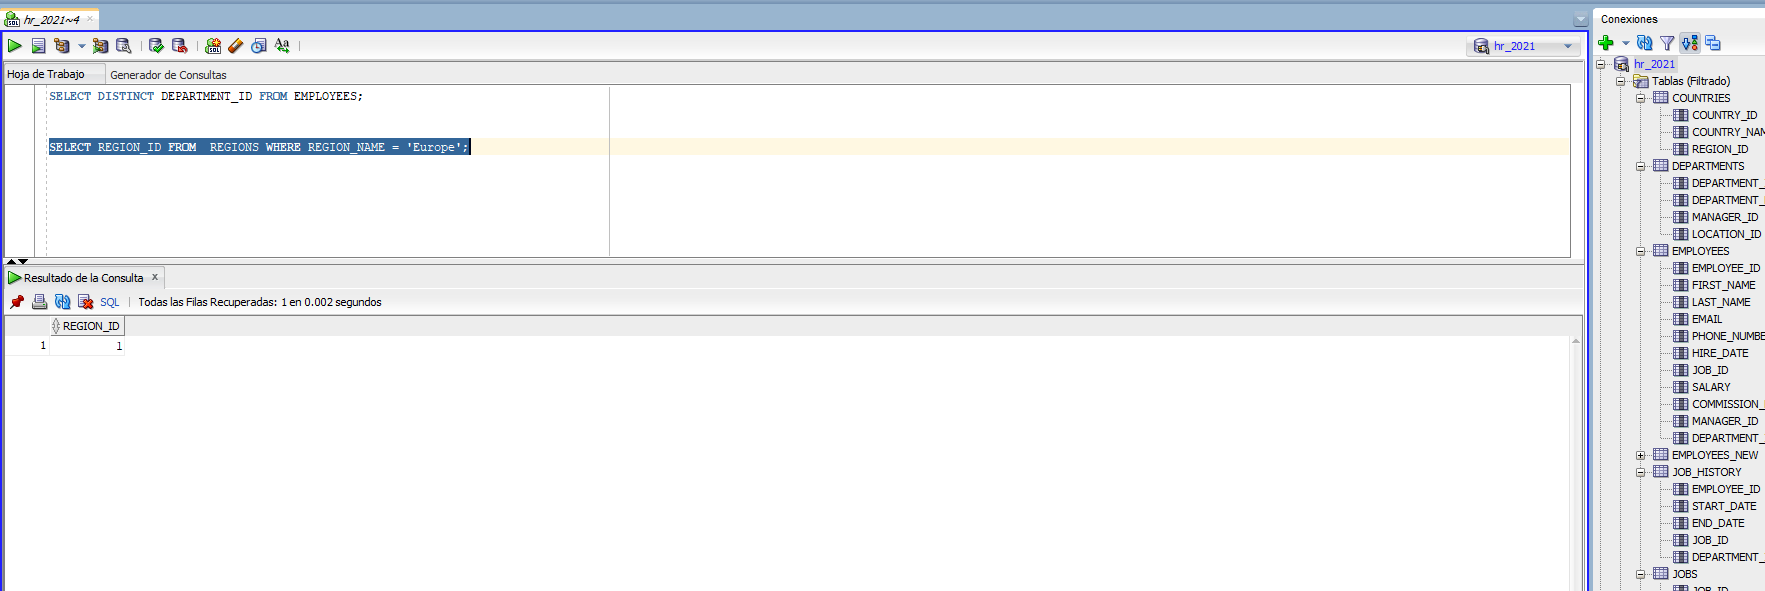 hr_2021~4
Conexiones
hr_2021
Hoja de Trabajo
Generador de Consultas
SELECT DISTINCT DEPARTMENT_ID FROM EMPLOYEES;
SELECT REGION_ID FROM  REGIONS WHERE REGION_NAME = 'Europe';
Resultado de la Consulta
SQL
Todas las Filas Recuperadas: 1 en 0.002 segundos
REGION_ID
1 1
hr_2021
Tablas (Filtrado)
COUNTRIES
COUNTRY_ID
COUNTRY_NAM
REGION_ID
DEPARTMENTS
DEPARTMENT_
DEPARTMENT_
MANAGER_ID
LOCATION_ID
EMPLOYEES
EMPLOYEE_ID
FIRST_NAME
LAST_NAME
EMAIL
PHONE_NUMBE
HIRE_DATE
JOB_ID
SALARY
COMMISSION_
MANAGER_ID
DEPARTMENT_
EMPLOYEES_NEW
JOB_HISTORY
EMPLOYEE_ID
START_DATE
END_DATE
JOB_ID
DEPARTMENT_
JOBS
JOB_ID